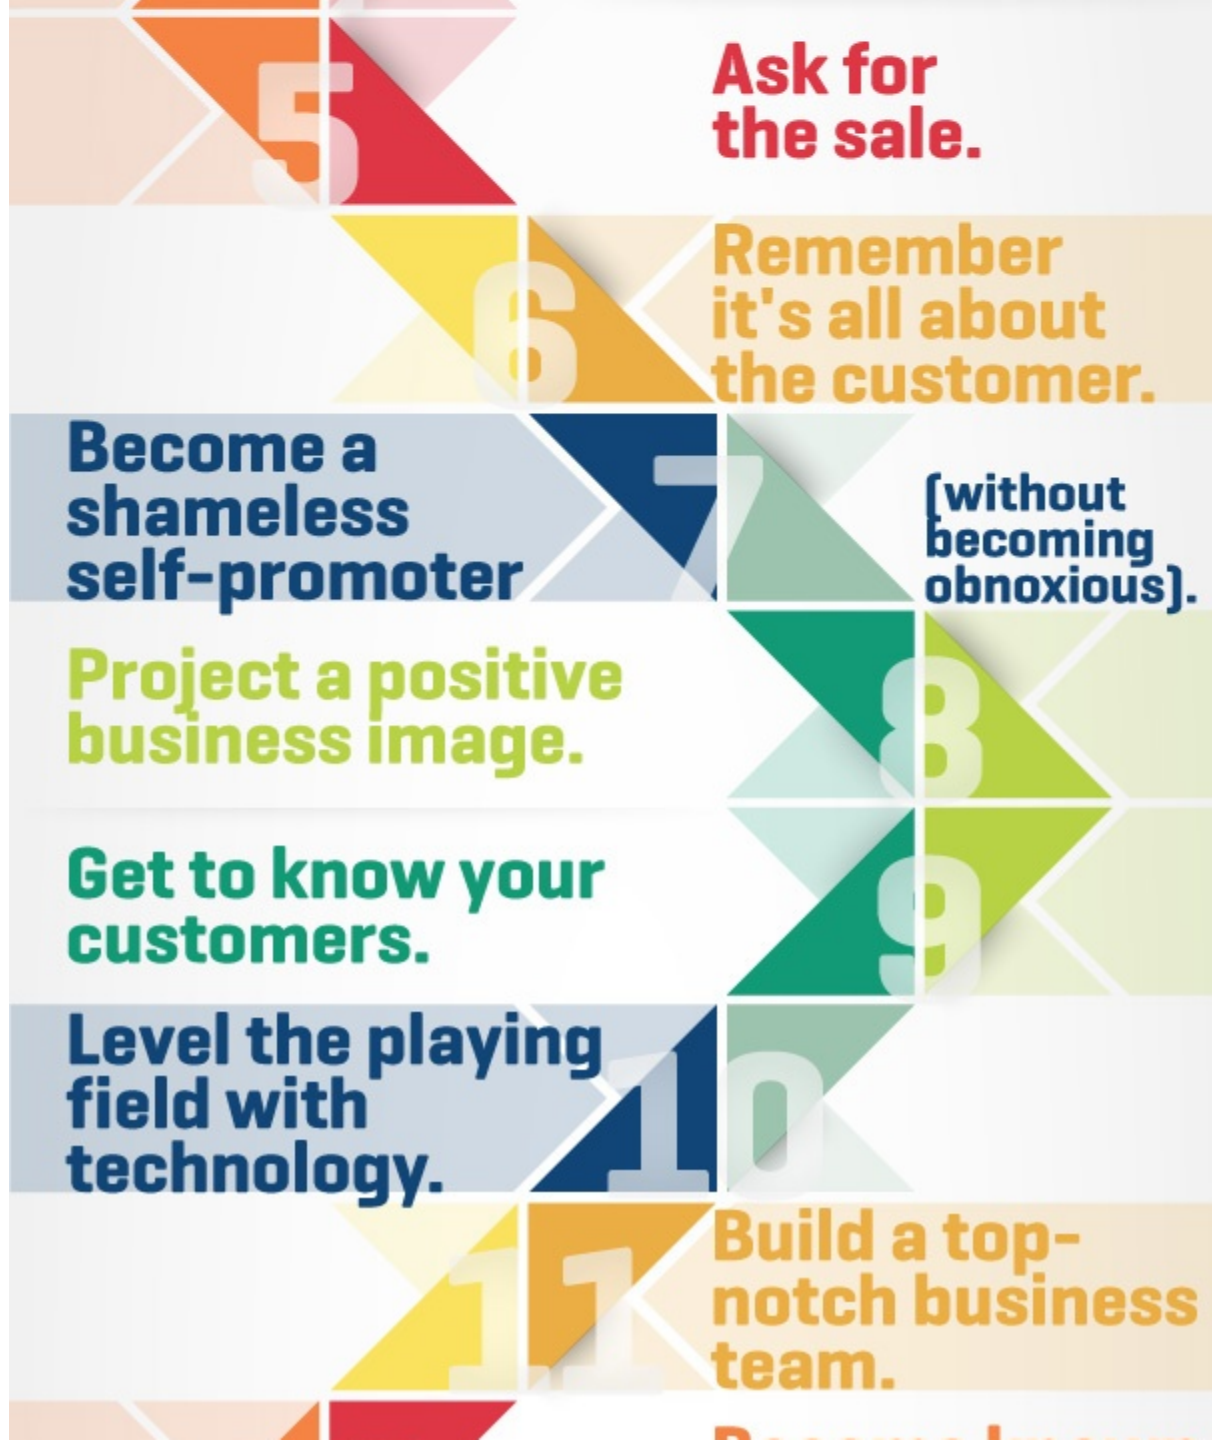 5
Ask for
the sale.
6
Remember
it's all about
the customer.
Become a
shameless
self-promoter
7
(without
becoming
obnoxious).
Project a positive
business image.
8
Get to know your
customers.
9
Level the playing
field with
technology.
10
11
Build a top-
notch business
team.